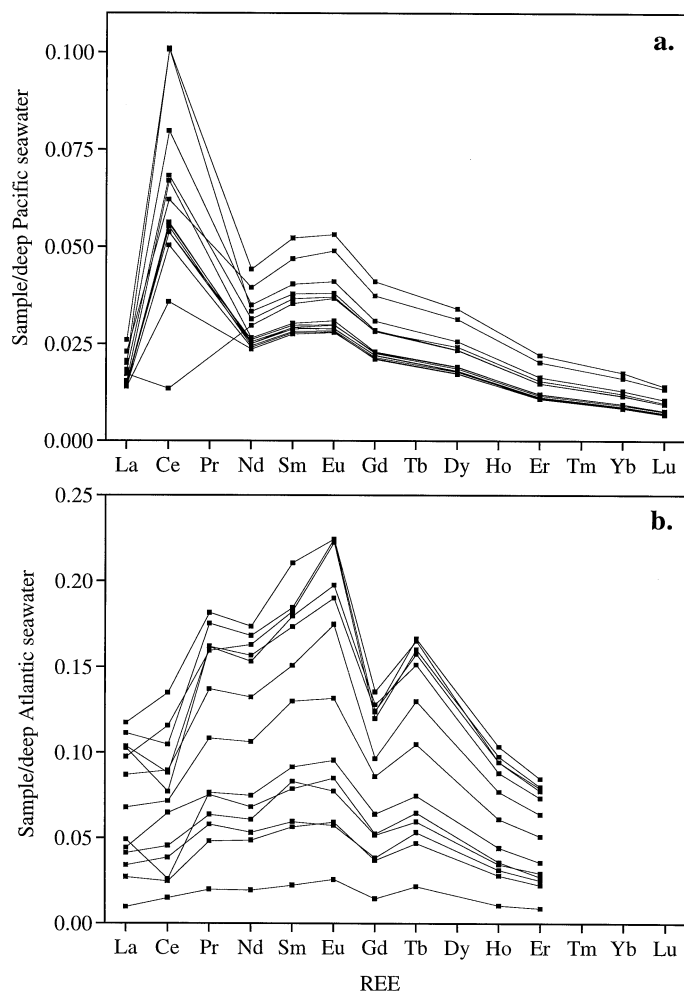 a.
Sample/deep Pacific seawater
0.100
0.075
0.050
0.025
0.000
La Ce Pr Nd Sm Eu Gd Tb Dy Ho Er Tm Yb Lu
b.
Sample/deep Atlantic seawater
0.25
0.20
0.15
0.10
0.05
0.00
La Ce Pr Nd Sm Eu Gd Tb Dy Ho Er Tm Yb Lu
REE